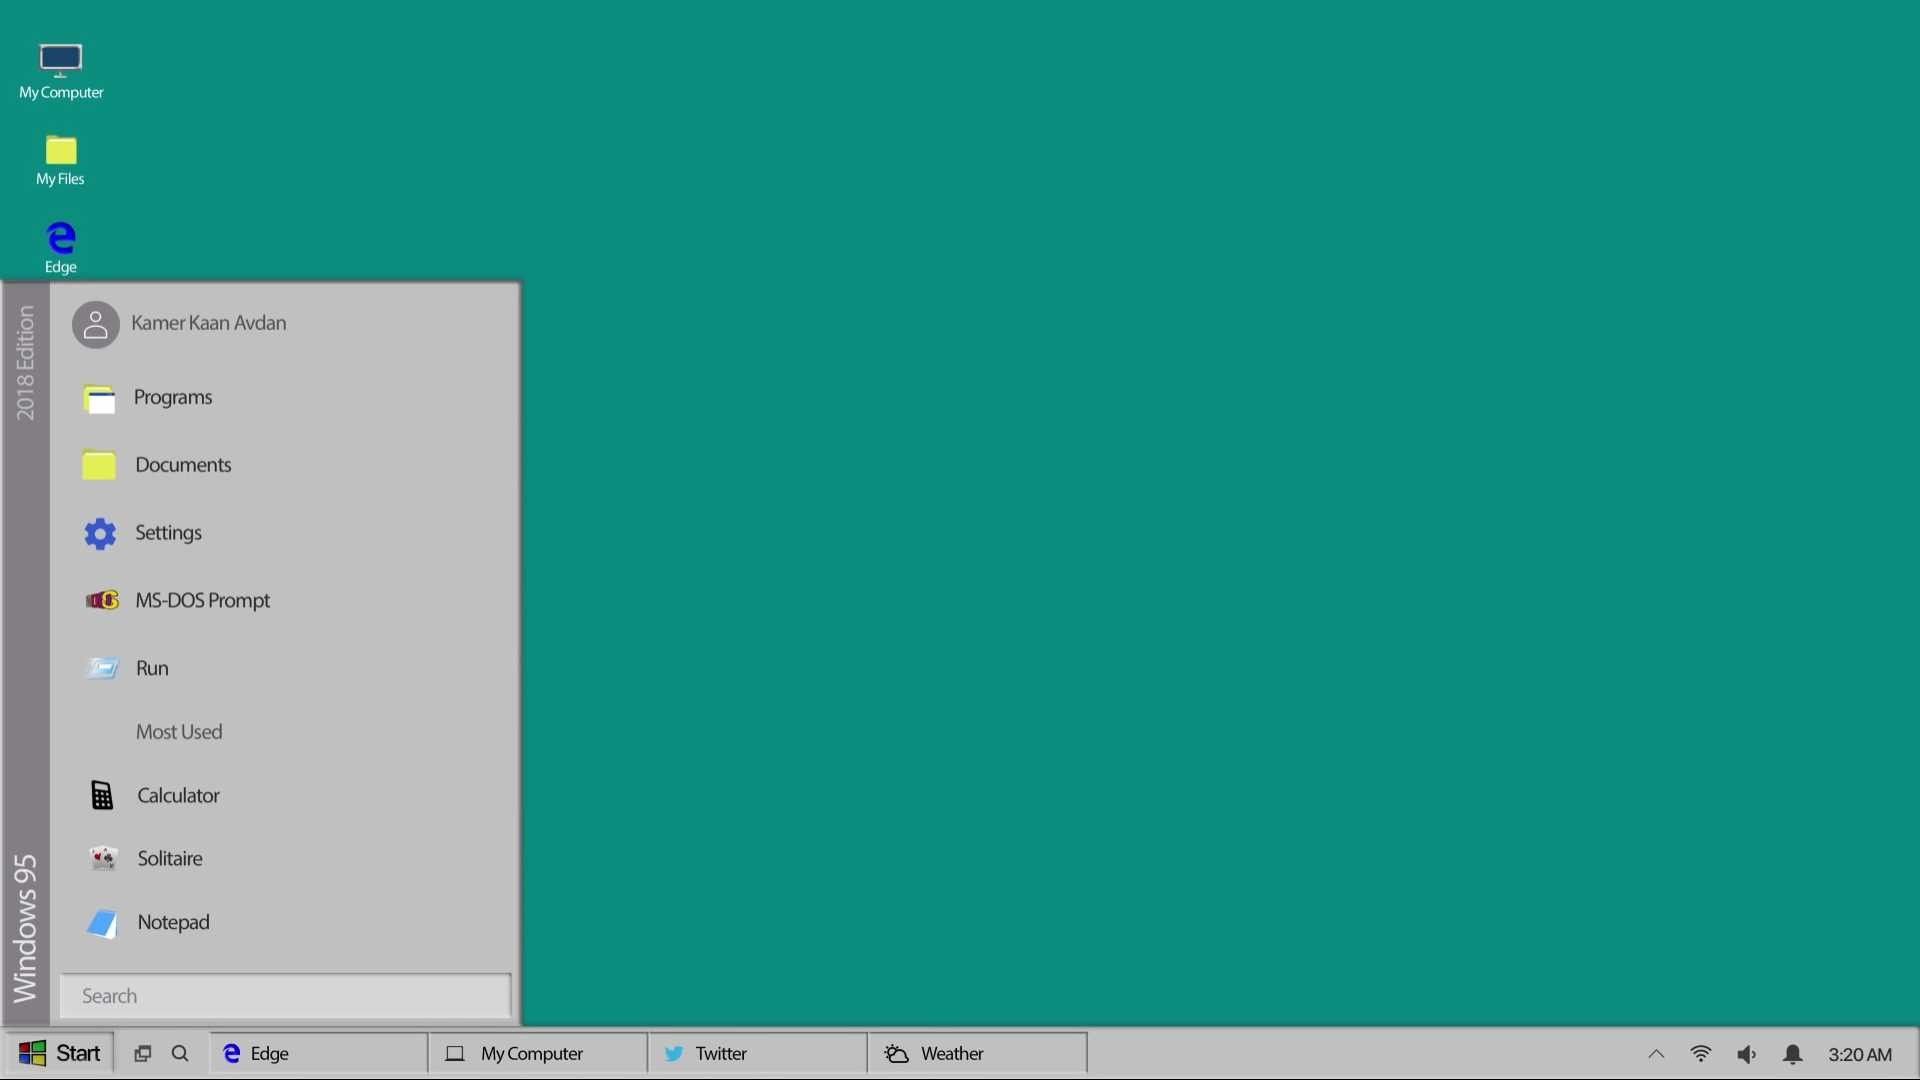 My Computer
My Files
Edge
2018 Edition
Windows 95
Kamer Kaan Avdan
Programs
Documents
Settings
MS-DOS Prompt
Run
Most Used
Calculator
Solitaire
Notepad
Search
Start
Edge
My Computer
Twitter
Weather
3:20 AM